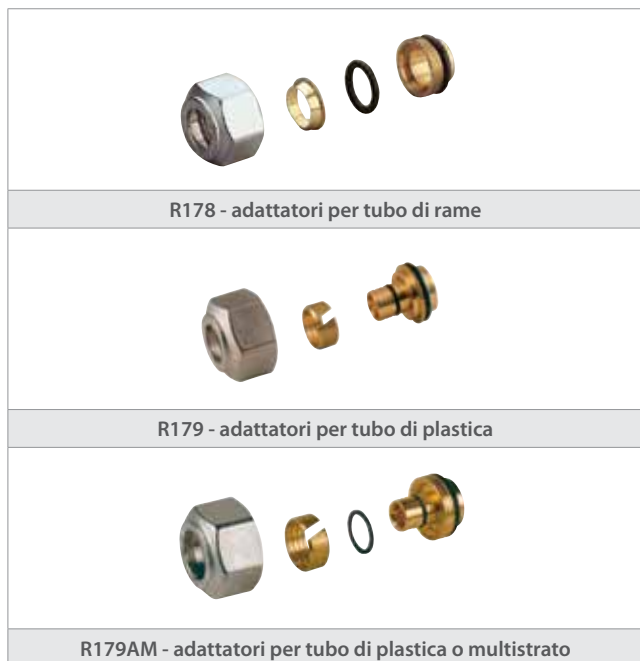 R178 - adattatori per tubo di rame
R179 - adattatori per tubo di plastica
R179AM - adattatori per tubo di plastica o multistrato